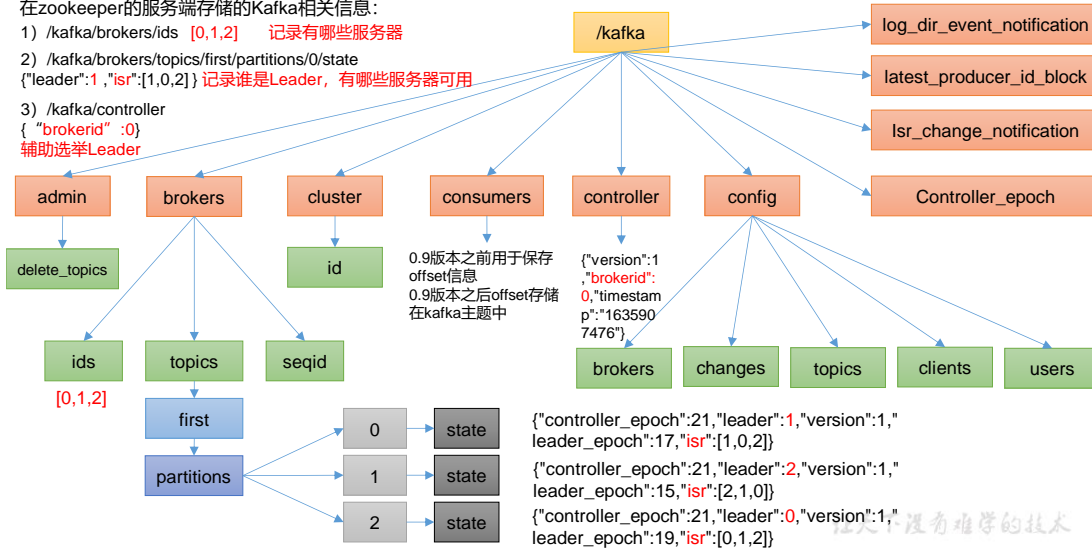 在zookeeper的服务端存储的Kafka相关信息：
1）/kafka/brokers/ids [0,1,2] 记录有哪些服务器
2）/kafka/brokers/topics/first/partitions/0/state
{"leader":1 ,"isr":[1,0,2] } 记录谁是Leader，有哪些服务器可用
3）/kafka/controller
{ “brokerid”:0}
辅助选举Leader
/kafka
log_dir_event_notification
latest_producer_id_block
Isr_change_notification
Controller_epoch
admin
brokers
cluster
consumers
controller
config
delete_topics
id
0.9版本之前用于保存
offset信息
0.9版本之后offset存储
在kafka主题中
{"version":1
,"brokerid":
0,"timestam
p":"163590
7476"}
ids
topics
seqid
brokers
changes
topics
clients
users
[0,1,2]
first
partitions
0
state
{"controller_epoch":21,"leader":1,"version":1,"
leader_epoch":17,"isr":[1,0,2]}
1
state
{"controller_epoch":21,"leader":2,"version":1,"
leader_epoch":15,"isr":[2,1,0]}
2
state
{"controller_epoch":21,"leader":0,"version":1,"
leader_epoch":19,"isr":[0,1,2]}
让天下没有难学的技术